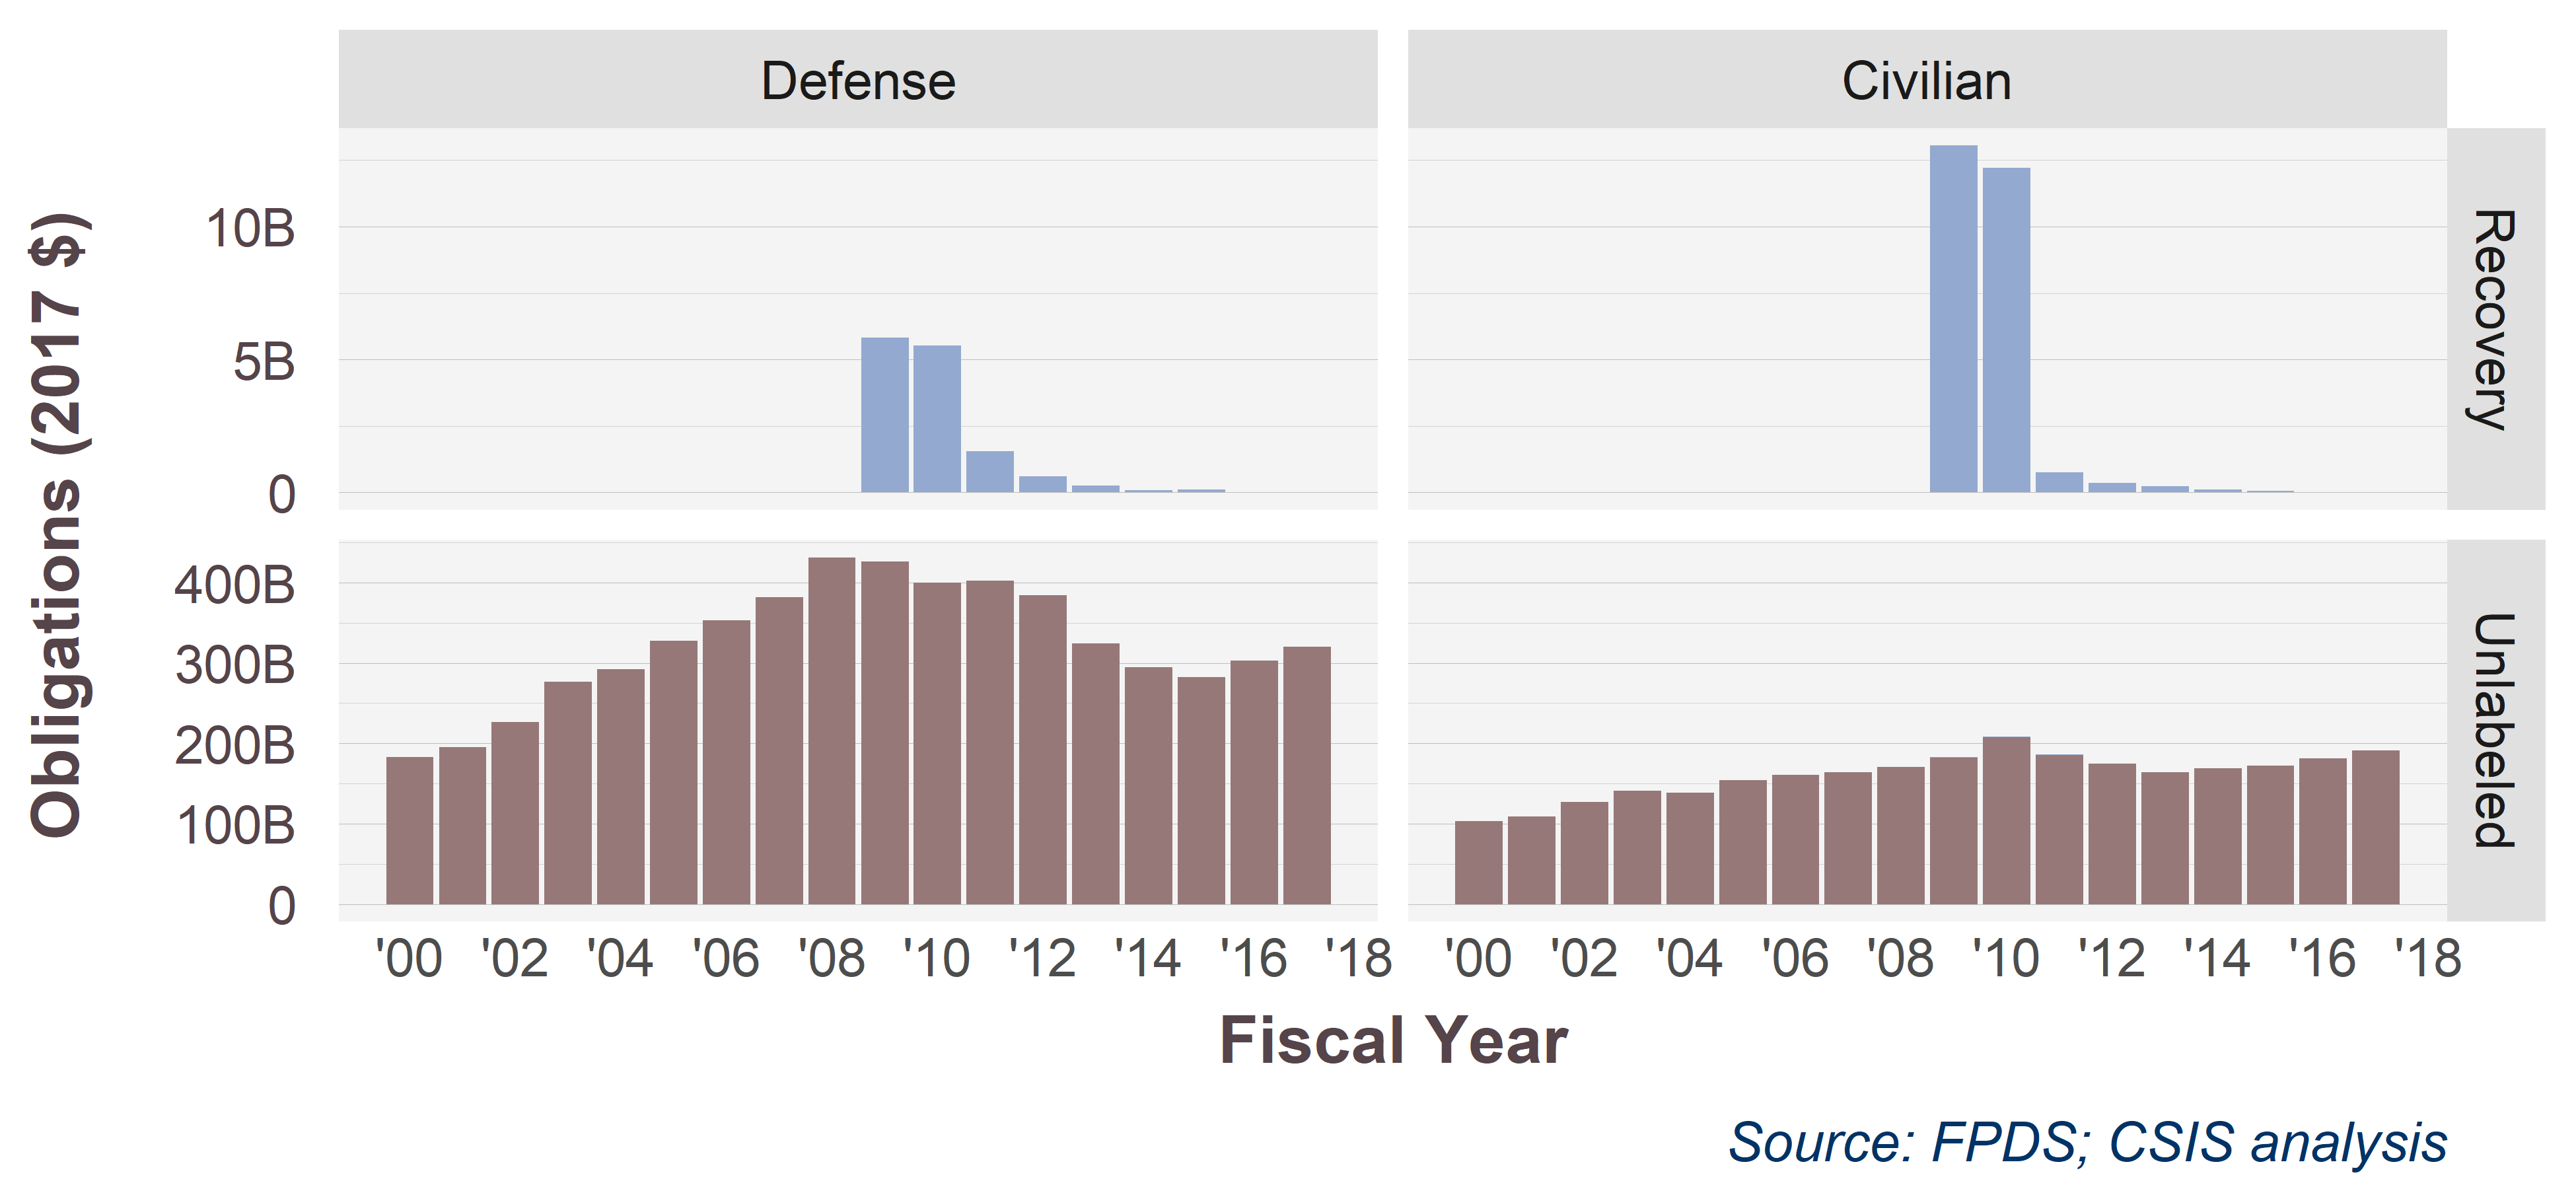 Defense
Civilian
Obligations (2017 $)
10B
5B
0
Recovery
400B
300B
200B
100B
0
Unlabeled
'00 '02 '04 '06 '08 '10 '12 '14 '16 '18
'00 '02 '04 '06 '08 '10 '12 '14 '16 '18
Fiscal Year
Source: FPDS; CSIS analysis